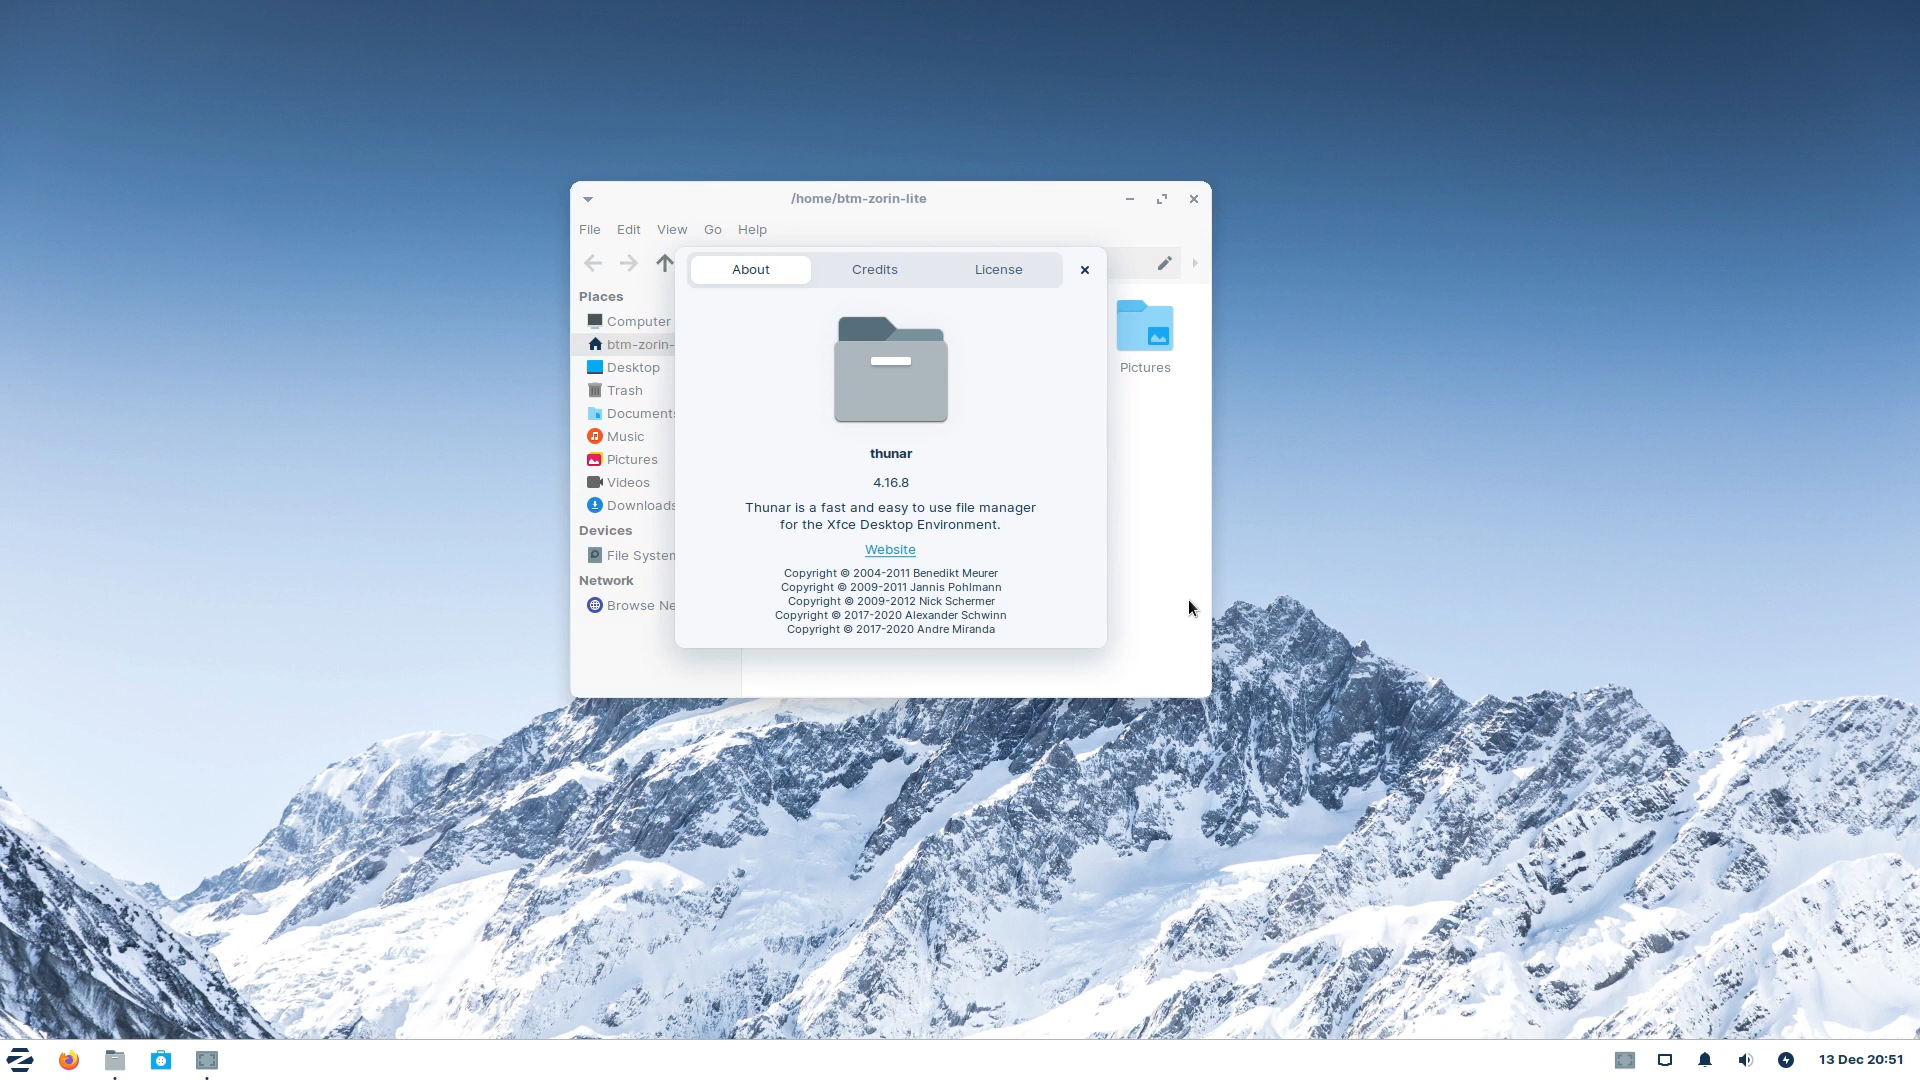 /home/btm-zorin-lite
File Edit View Go Help
About Credits License
Places
Computer
btm-zorin-
Desktop
Trash
Documents
Music
Pictures
Videos
Downloads
Devices
File System
Network
Browse Ne
Pictures
thunar
4.16.8
Thunar is a fast and easy to use file manager
for the Xfce Desktop Environment.
Website
Copyright © 2004-2011 Benedikt Meurer
Copyright © 2009-2011 Jannis Pohlmann
Copyright © 2009-2012 Nick Schermer
Copyright © 2017-2020 Alexander Schwinn
Copyright © 2017-2020 Andre Miranda
13 Dec 20:51